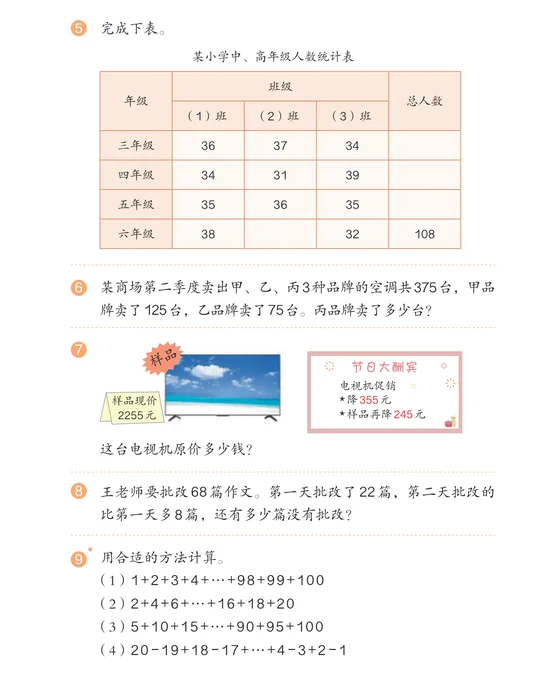 5 完成下表。
某小学中、高年级人数统计表
年级 班级 总人数
（1）班 （2）班 （3）班
三年级 36 37 34
四年级 34 31 39
五年级 35 36 35
六年级 38 32 108
6 某商场第二季度卖出甲、乙、丙3种品牌的空调共375台，甲品
牌卖了125台，乙品牌卖了75台。丙品牌卖了多少台？
7
样品
样品现价
2255元
节日大酬宾
电视机促销
*降355元
*样品再降245元
这台电视机原价多少钱？
8 王老师要批改68篇作文。第一天批改了22篇，第二天批改的
比第一天多8篇，还有多少篇没有批改？
9* 用合适的方法计算。
（1）1+2+3+4+…+98+99+100
（2）2+4+6+…+16+18+20
（3）5+10+15+…+90+95+100
（4）20-19+18-17+…+4-3+2-1